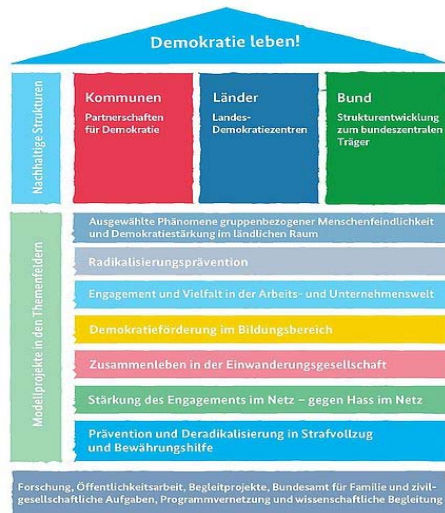 Demokratie leben!
Nachhaltige Strukturen
Kommunen
Partnerschaften
für Demokratie
Länder
Landes-
Demokratiezentren
Bund
Strukturentwicklung
zum bundeszentralen
Träger
Modellprojekte in den Themenfeldern
Ausgewählte Phänomene gruppenbezogener Menschenfeindlichkeit
und Demokratiestärkung im ländlichen Raum
Radikalisierungsprävention
Engagement und Vielfalt in der Arbeits- und Unternehmenswelt
Demokratieförderung im Bildungsbereich
Zusammenleben in der Einwanderungsgesellschaft
Stärkung des Engagements im Netz – gegen Hass im Netz
Prävention und Deradikalisierung in Strafvollzug
und Bewährungshilfe
Forschung, Öffentlichkeitsarbeit, Begleitprojekte, Bundesamt für Familie und zivil-
gesellschaftliche Aufgaben, Programmvernetzung und wissenschaftliche Begleitung